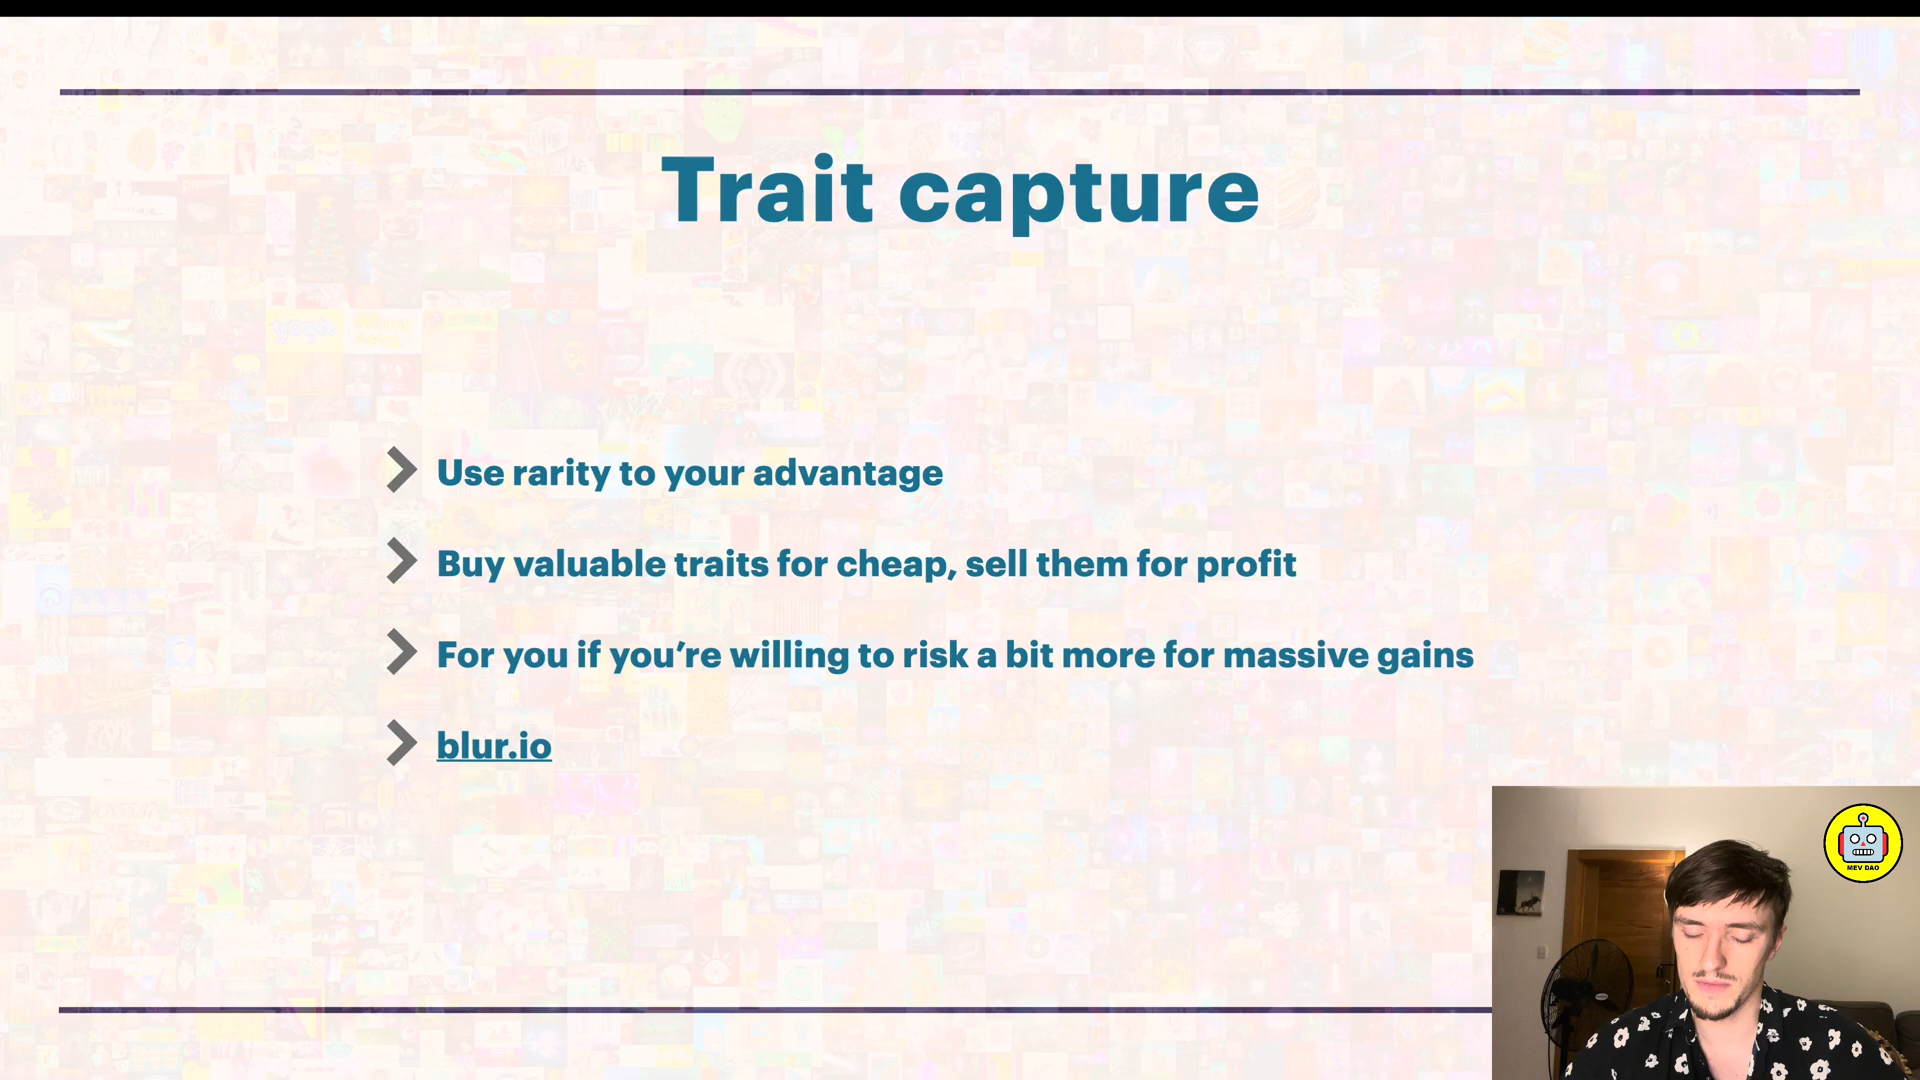 Trait capture
Use rarity to your advantage
Buy valuable traits for cheap, sell them for profit
For you if you’re willing to risk a bit more for massive gains
blur.io
MEV DAO